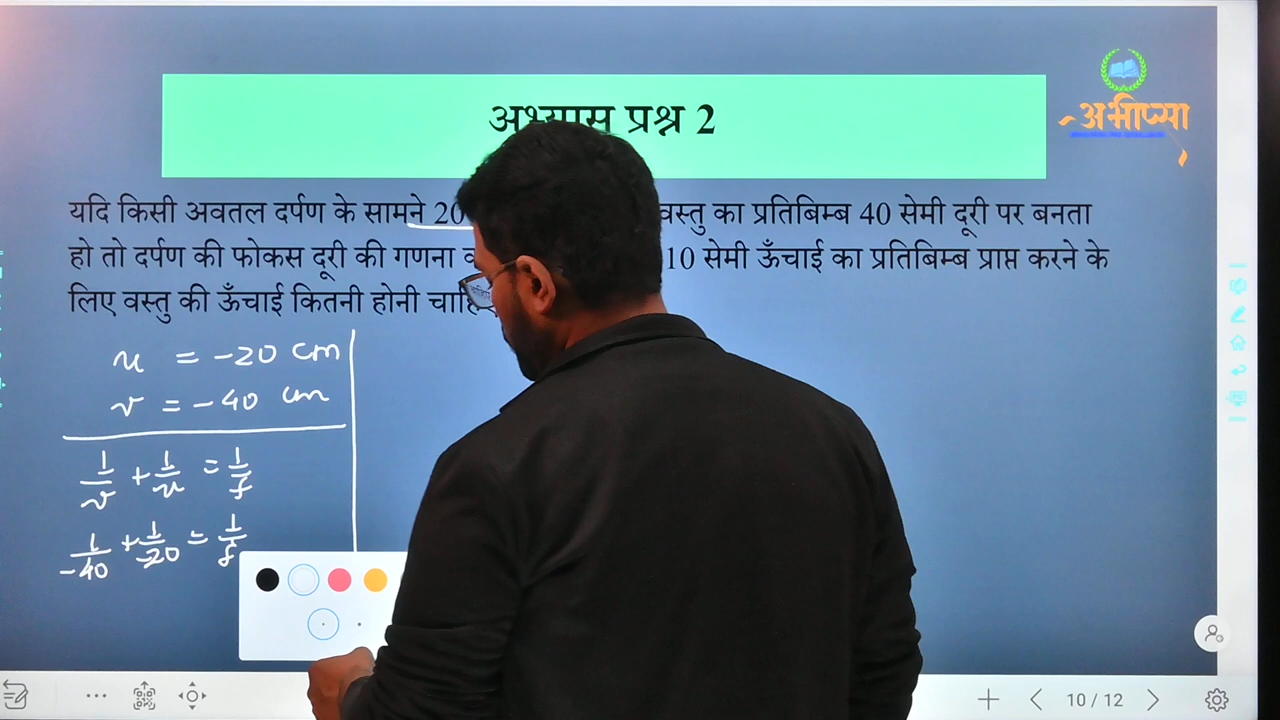 अभ्यास प्रश्न 2
अभीप्सा
यदि किसी अवतल दर्पण के सामने 20 वस्तु का प्रतिबिम्ब 40 सेमी दूरी पर बनता
हो तो दर्पण की फोकस दूरी की गणना 10 सेमी ऊँचाई का प्रतिबिम्ब प्राप्त करने के
लिए वस्तु की ऊँचाई कितनी होनी
u = -20 cm
v = -40 cm
1/v + 1/u = 1/f
1/-40 + 1/-20 = 1/f
10 / 12